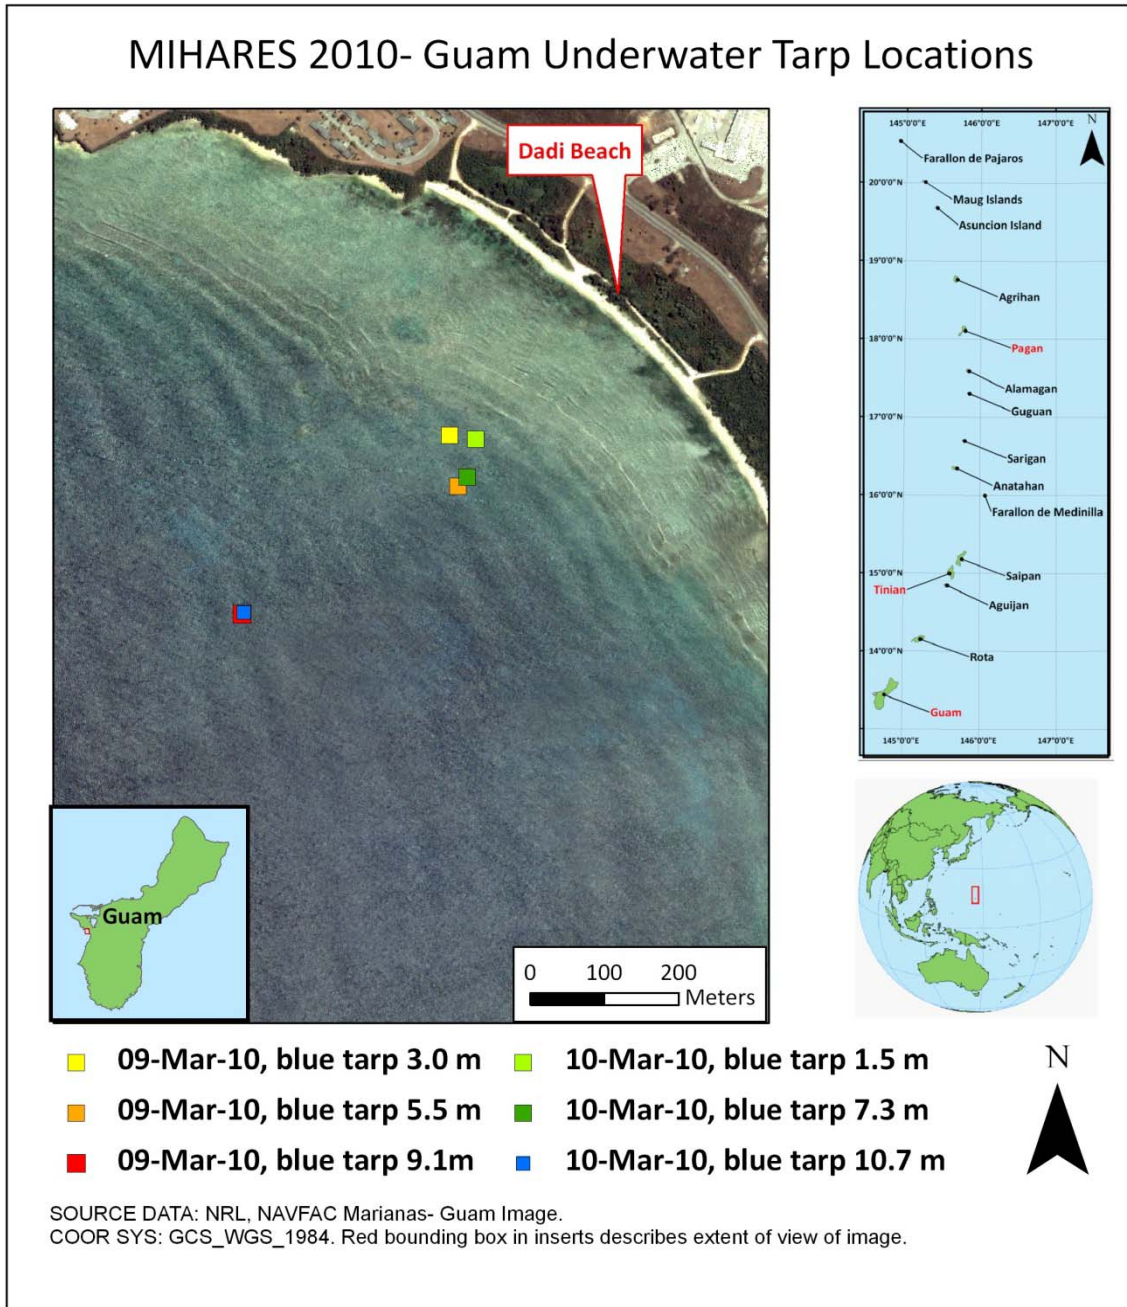 MIHARES 2010- Guam Underwater Tarp Locations
Dadi Beach
Guam
0 100 200
Meters
145°0'0"E 146°0'0"E 147°0'0"E
N
Farallon de Pajaros
20°0'0"N
Maug Islands
Asuncion Island
19°0'0"N
Agrihan
18°0'0"N
Pagan
Alamagan
Guguan
17°0'0"N
Sarigan
Anatahan
16°0'0"N
Farallon de Medinilla
15°0'0"N
Saipan
Tinian
Aguijan
14°0'0"N
Rota
Guam
145°0'0"E 146°0'0"E 147°0'0"E
09-Mar-10, blue tarp 3.0 m
10-Mar-10, blue tarp 1.5 m
09-Mar-10, blue tarp 5.5 m
10-Mar-10, blue tarp 7.3 m
09-Mar-10, blue tarp 9.1m
10-Mar-10, blue tarp 10.7 m
N
SOURCE DATA: NRL, NAVFAC Marianas- Guam Image.
COOR SYS: GCS_WGS_1984. Red bounding box in inserts describes extent of view of image.